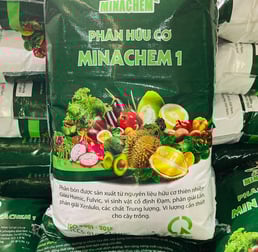 MINACHEM
PHÂN HỮU CƠ
MINACHEM 1
Phân bón được sản xuất từ nguyên liệu hữu cơ thiên nhiên
giàu Humic, Fulvic, vi sinh vật cố định Đạm, phân giải Lân,
phân giải Xenlulo, các chất Trung lượng, Vi lượng cần thiết
cho cây trồng.
MINACHEM 1